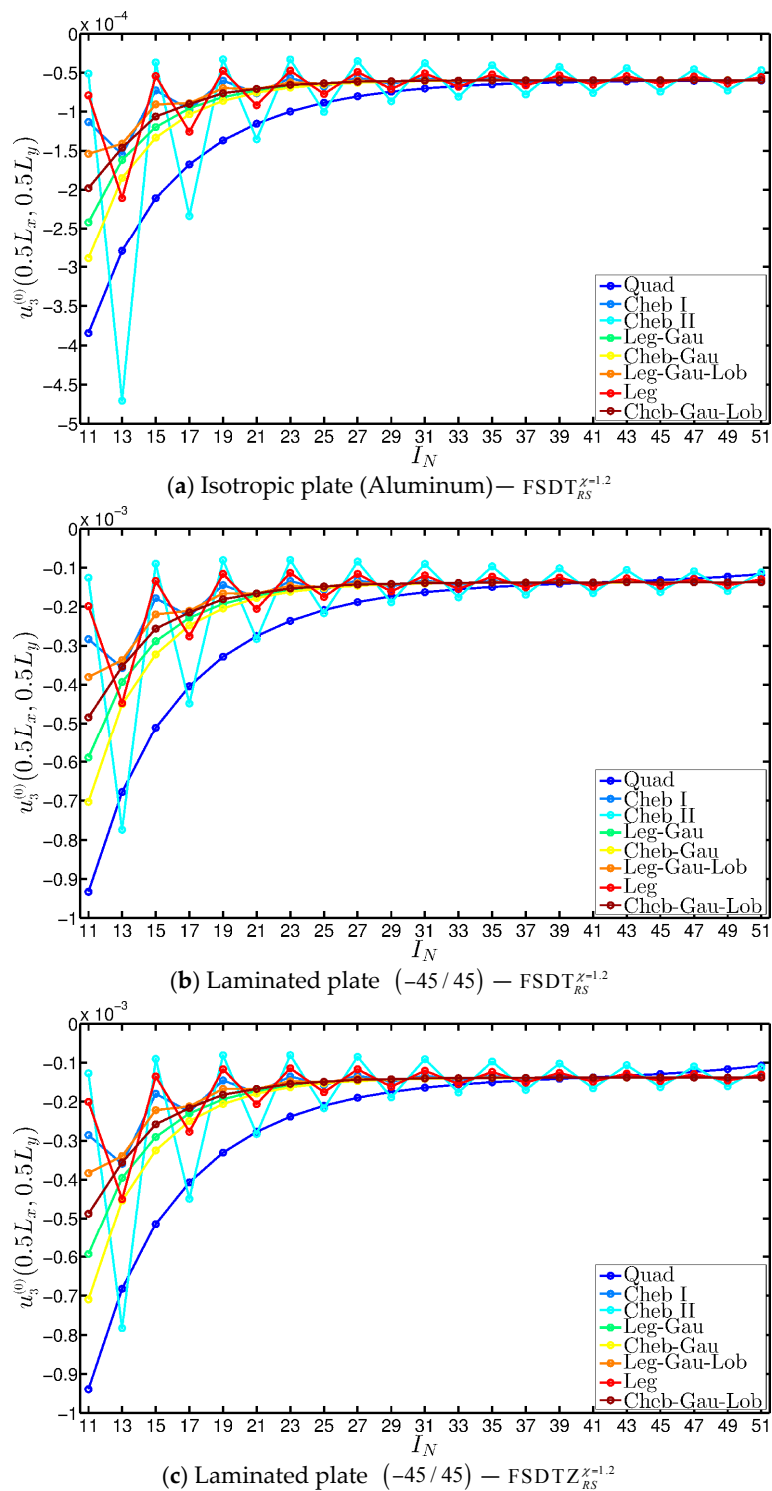 x 10⁻⁴
0
−0.5
−1
−1.5
−2
−2.5
−3
−3.5
−4
−4.5
−5
u₃⁽⁰⁾(0.5Lₓ, 0.5L_y)
Quad
Cheb I
Cheb II
Leg-Gau
Cheb-Gau
Leg-Gau-Lob
Leg
Cheb-Gau-Lob
11 13 15 17 19 21 23 25 27 29 31 33 35 37 39 41 43 45 47 49 51
I_N
(a) Isotropic plate (Aluminum)— FSDT_RS^χ=1.2
x 10⁻³
0
−0.1
−0.2
−0.3
−0.4
−0.5
−0.6
−0.7
−0.8
−0.9
−1
u₃⁽⁰⁾(0.5Lₓ, 0.5L_y)
Quad
Cheb I
Cheb II
Leg-Gau
Cheb-Gau
Leg-Gau-Lob
Leg
Cheb-Gau-Lob
11 13 15 17 19 21 23 25 27 29 31 33 35 37 39 41 43 45 47 49 51
I_N
(b) Laminated plate (−45 / 45) — FSDT_RS^χ=1.2
x 10⁻³
0
−0.1
−0.2
−0.3
−0.4
−0.5
−0.6
−0.7
−0.8
−0.9
−1
u₃⁽⁰⁾(0.5Lₓ, 0.5L_y)
Quad
Cheb I
Cheb II
Leg-Gau
Cheb-Gau
Leg-Gau-Lob
Leg
Cheb-Gau-Lob
11 13 15 17 19 21 23 25 27 29 31 33 35 37 39 41 43 45 47 49 51
I_N
(c) Laminated plate (−45 / 45) — FSDTZ_RS^χ=1.2